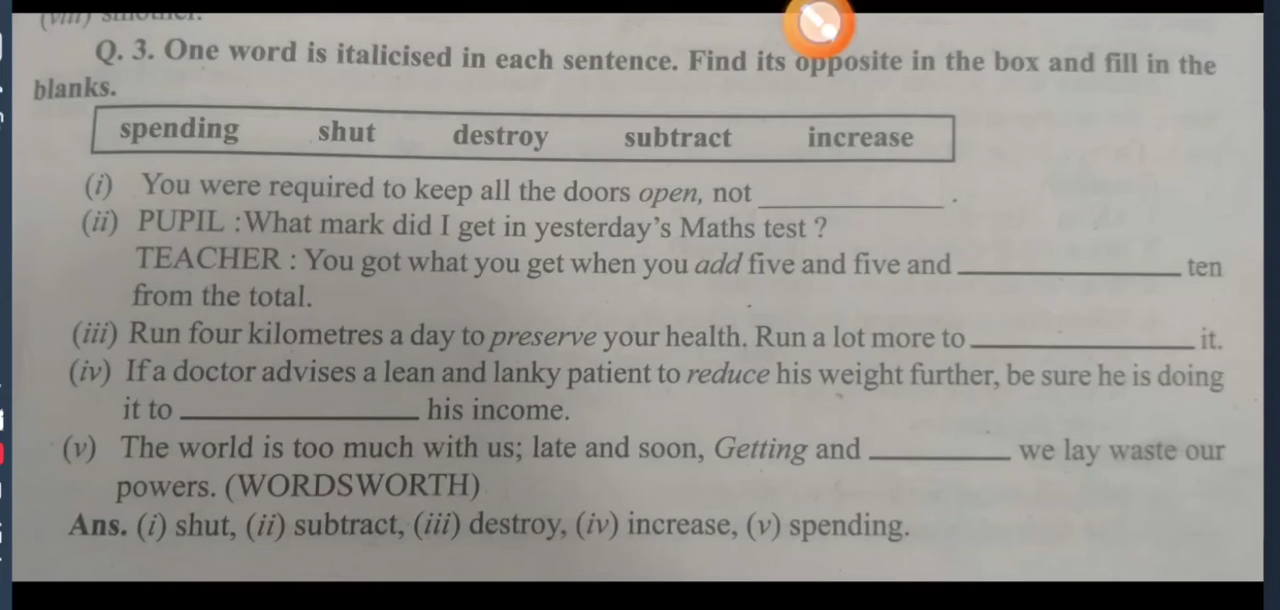 (viii) smother.
Q. 3. One word is italicised in each sentence. Find its opposite in the box and fill in the
blanks.
spending shut destroy subtract increase
(i) You were required to keep all the doors open, not ____________ .
(ii) PUPIL : What mark did I get in yesterday's Maths test ?
TEACHER : You got what you get when you add five and five and ____________ ten
from the total.
(iii) Run four kilometres a day to preserve your health. Run a lot more to ____________ it.
(iv) If a doctor advises a lean and lanky patient to reduce his weight further, be sure he is doing
it to ____________ his income.
(v) The world is too much with us; late and soon, Getting and ____________ we lay waste our
powers. (WORDSWORTH)
Ans. (i) shut, (ii) subtract, (iii) destroy, (iv) increase, (v) spending.